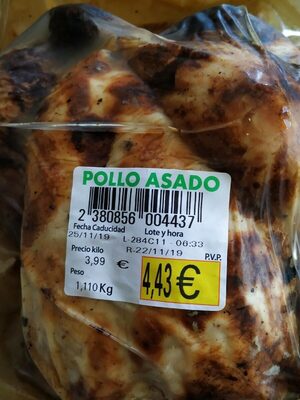 POLLO ASADO
2 380856 004437
Fecha Caducidad Lote y hora
25/11/19 L-284C11 - 06:33
Precio kilo R-22/11/19
3,99 € P.V.P.
Peso 4,43 €
1,110 Kg